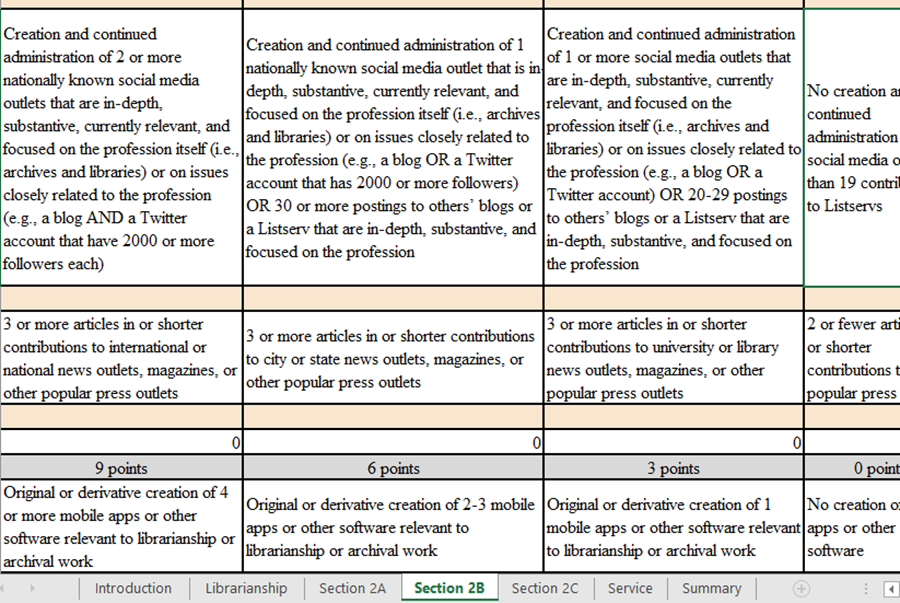 Creation and continued
administration of 2 or more
nationally known social media
outlets that are in-depth,
substantive, currently relevant, and
focused on the profession itself (i.e.,
archives and libraries) or on issues
closely related to the profession
(e.g., a blog AND a Twitter
account that have 2000 or more
followers each)
Creation and continued administration of 1
nationally known social media outlet that is in-
depth, substantive, currently relevant, and
focused on the profession itself (i.e., archives
and libraries) or on issues closely related to
the profession (e.g., a blog OR a Twitter
account that has 2000 or more followers)
OR 30 or more postings to others’ blogs or
a Listserv that are in-depth, substantive, and
focused on the profession
Creation and continued administration
of 1 or more social media outlets that
are in-depth, substantive, currently
relevant, and focused on the
profession itself (i.e., archives and
libraries) or on issues closely related to
the profession (e.g., a blog OR a
Twitter account) OR 20-29 postings
to others’ blogs or a Listserv that are
in-depth, substantive, and focused on
the profession
No creation
continued
administration
social media
than 19
to Listservs
3 or more articles in or shorter
contributions to international or
national news outlets, magazines, or
other popular press outlets
3 or more articles in or shorter contributions
to city or state news outlets, magazines, or
other popular press outlets
3 or more articles in or shorter
contributions to university or library
news outlets, magazines, or other
popular press outlets
2 or fewer
or shorter
contributions
popular press
0
0
0
9 points
6 points
3 points
0
Original or derivative creation of 4
or more mobile apps or other
software relevant to librarianship or
archival work
Original or derivative creation of 2-3 mobile
apps or other software relevant to
librarianship or archival work
Original or derivative creation of 1
mobile apps or other software relevant
to librarianship or archival work
No creation
apps or other
software
Introduction
Librarianship
Section 2A
Section 2B
Section 2C
Service
Summary